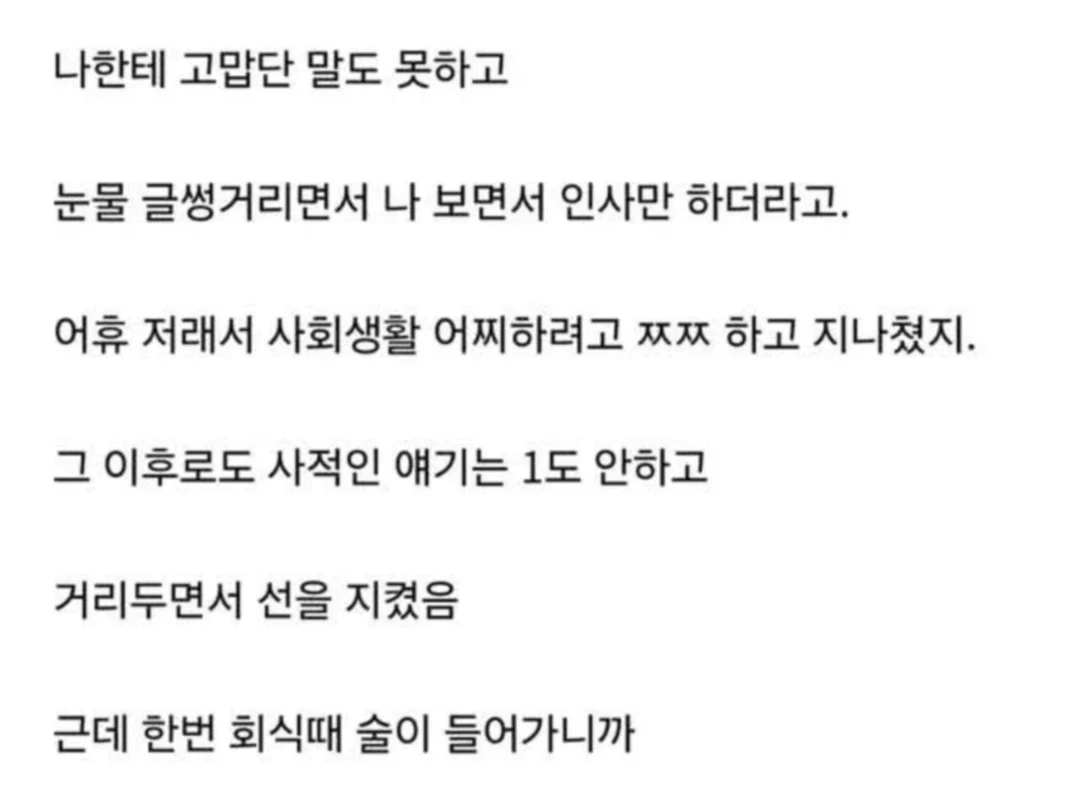 나한테 고맙단 말도 못하고
눈물 글썽거리면서 나 보면서 인사만 하더라고.
어휴 저래서 사회생활 어찌하려고 ㅉㅉ 하고 지나쳤지.
그 이후로도 사적인 얘기는 1도 안하고
거리두면서 선을 지켰음
근데 한번 회식때 술이 들어가니까